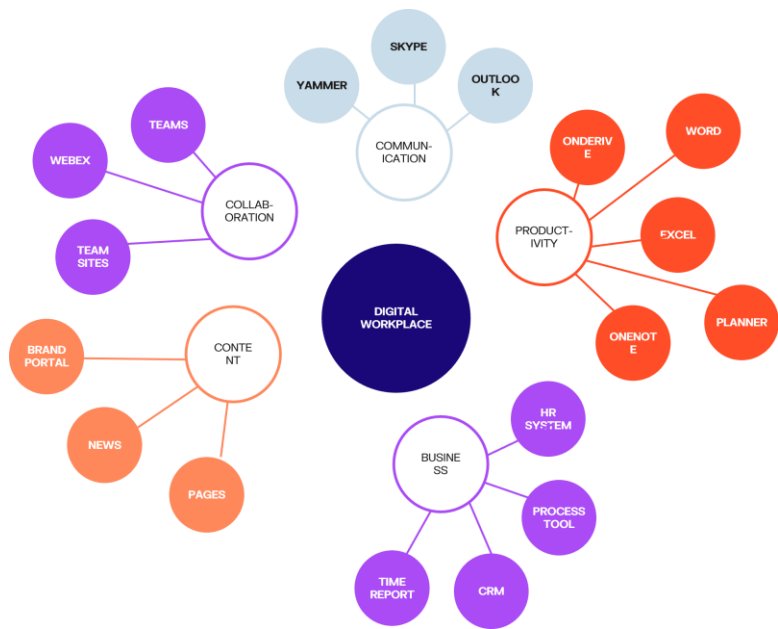 SKYPE
YAMMER
OUTLOO
K
COMMUN-
ICATION
TEAMS
WEBEX
COLLAB-
ORATION
TEAM
SITES
ONDERIV
E
WORD
PRODUCT-
IVITY
EXCEL
PLANNER
ONENOT
E
DIGITAL
WORKPLACE
BRAND
PORTAL
CONTE
NT
NEWS
PAGES
HR
SYSTEM
BUSINE
SS
PROCESS
TOOL
TIME
REPORT
CRM